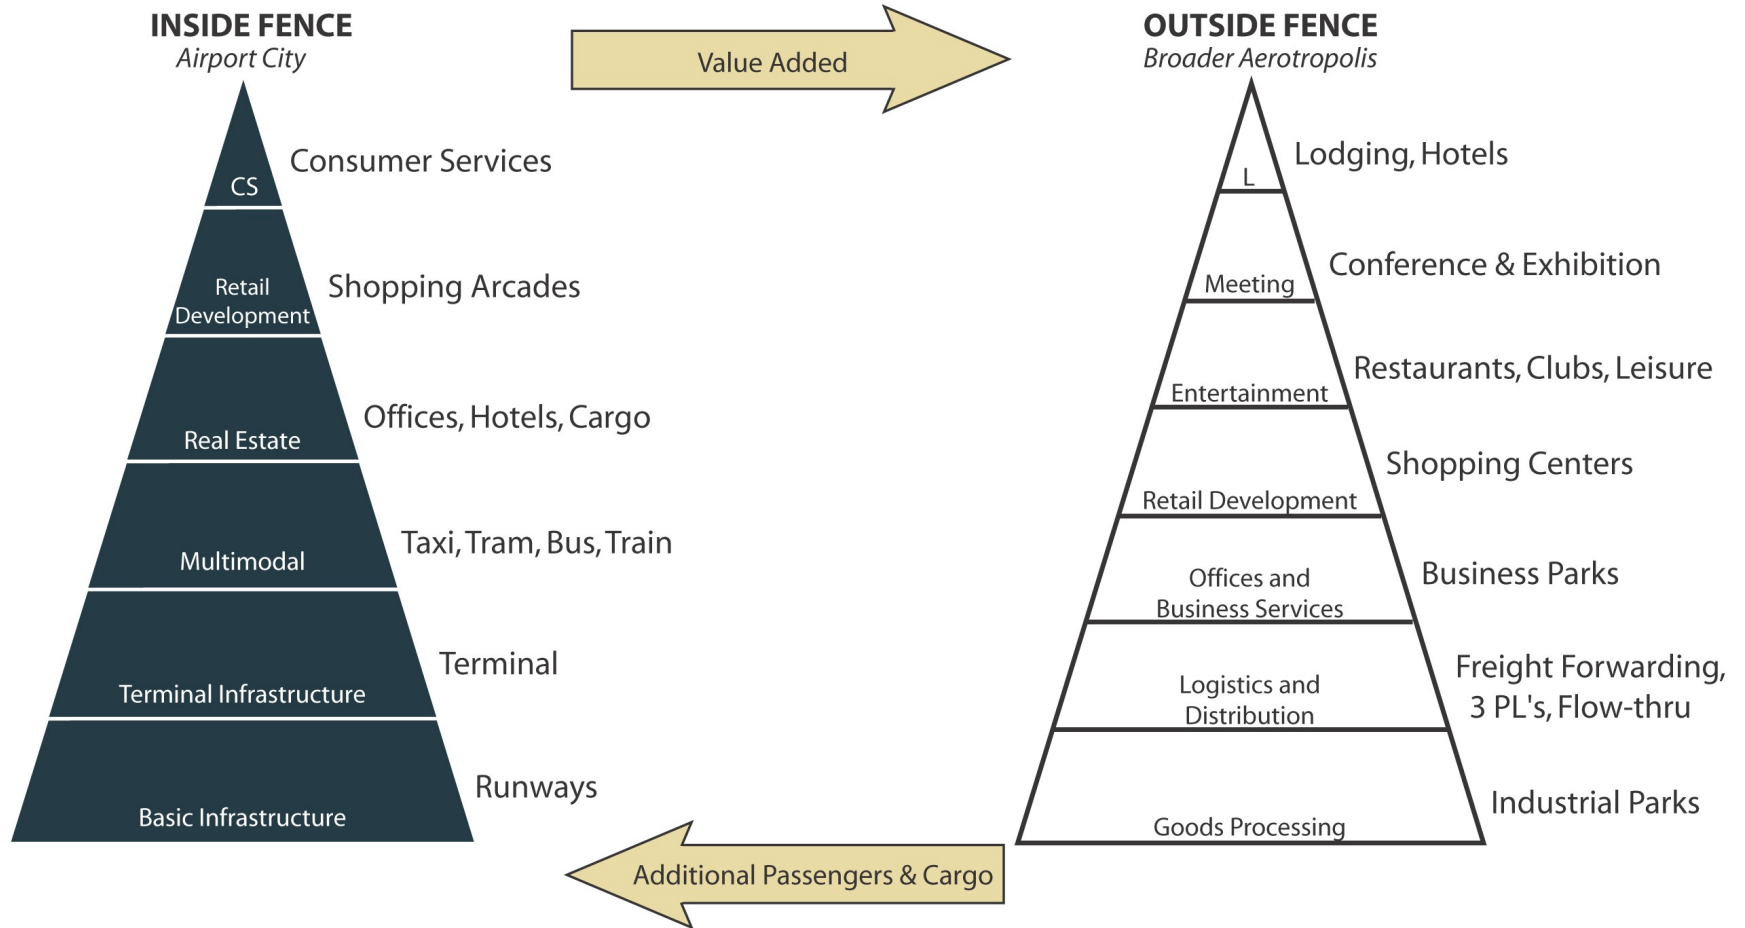 INSIDE FENCE
Airport City
CS
Consumer Services
Retail
Development
Shopping Arcades
Real Estate
Offices, Hotels, Cargo
Multimodal
Taxi, Tram, Bus, Train
Terminal Infrastructure
Terminal
Basic Infrastructure
Runways
Value Added
OUTSIDE FENCE
Broader Aerotropolis
L
Lodging, Hotels
Meeting
Conference & Exhibition
Entertainment
Restaurants, Clubs, Leisure
Retail Development
Shopping Centers
Offices and
Business Services
Business Parks
Logistics and
Distribution
Freight Forwarding,
3 PL's, Flow-thru
Goods Processing
Industrial Parks
Additional Passengers & Cargo